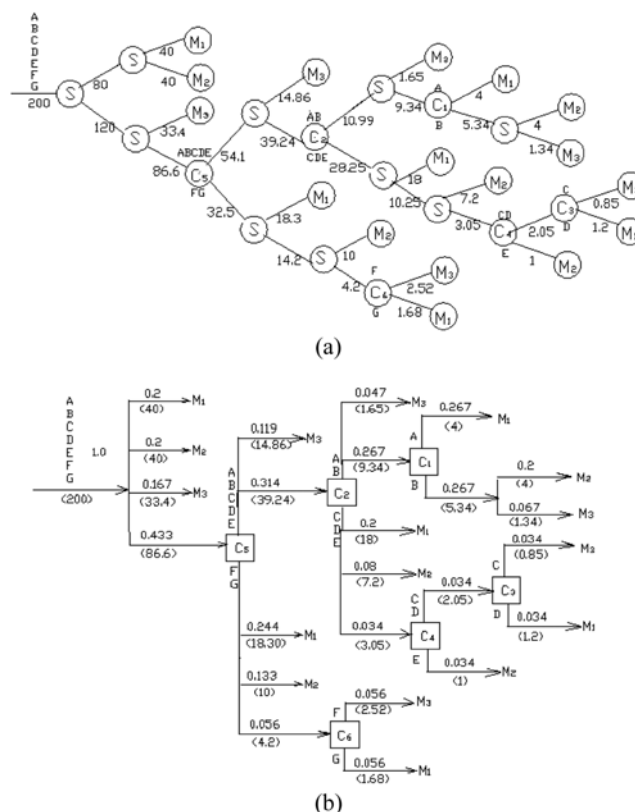 A
B
C
D
E
F
G
200
S
80
120
S
40
M1
40
M2
S
33.4
M3
86.6
ABCDE
C5
FG
54.1
32.5
S
14.86
M3
39.24
AB
C2
CDE
10.99
28.25
S
1.65
M3
9.34
A
C1
B
4
M1
5.34
S
4
M2
1.34
M3
S
18
M1
10.25
S
7.2
M2
3.05
CD
C4
E
2.05
1
M2
C
C3
D
0.85
1.2
S
18.3
M1
14.2
S
10
M2
4.2
F
G
2.52
M3
1.68
M1
(a)
A
B
C
D
E
F
G
1.0
(200)
0.2
(40)
M1
0.2
(40)
M2
0.167
(33.4)
M3
0.433
(86.6)
A
B
C
D
E
C5
F
G
0.119
(14.86)
M3
0.314
(39.24)
A
B
C2
C
D
E
0.047
(1.65)
M3
0.267
(9.34)
A
C1
B
0.267
(4)
M1
0.267
(5.34)
0.2
(4)
M2
0.067
(1.34)
M3
0.2
(18)
M1
0.08
(7.2)
M2
0.034
(3.05)
C
D
C4
E
0.034
(2.05)
C
C3
D
0.034
(0.85)
0.034
(1.2)
M1
0.034
(1)
M2
0.244
(18.30)
M1
0.133
(10)
M2
0.056
(4.2)
F
C6
G
0.056
(2.52)
M3
0.056
(1.68)
M1
(b)